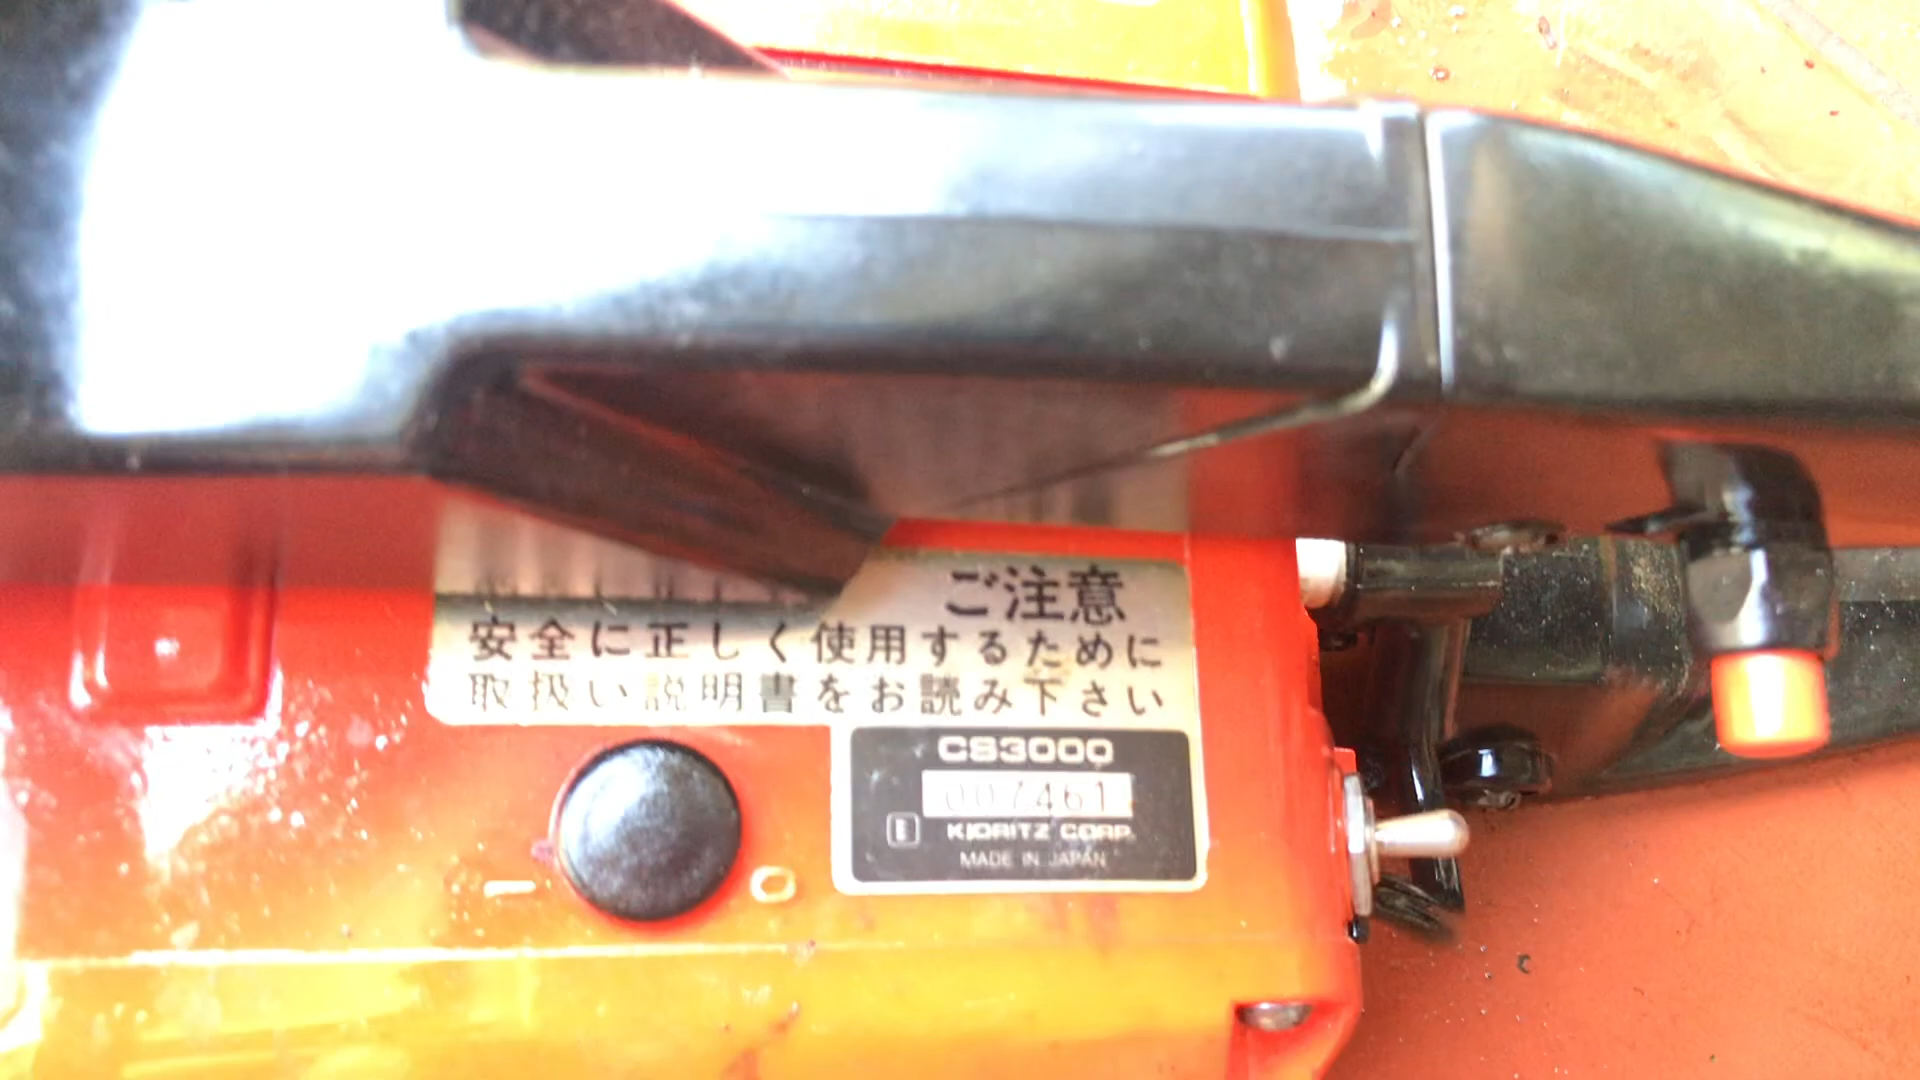 ご注意
安全に正しく使用するために
取扱い説明書をお読み下さい
CS3000
007461
E KIORITZ CORP.
MADE IN JAPAN